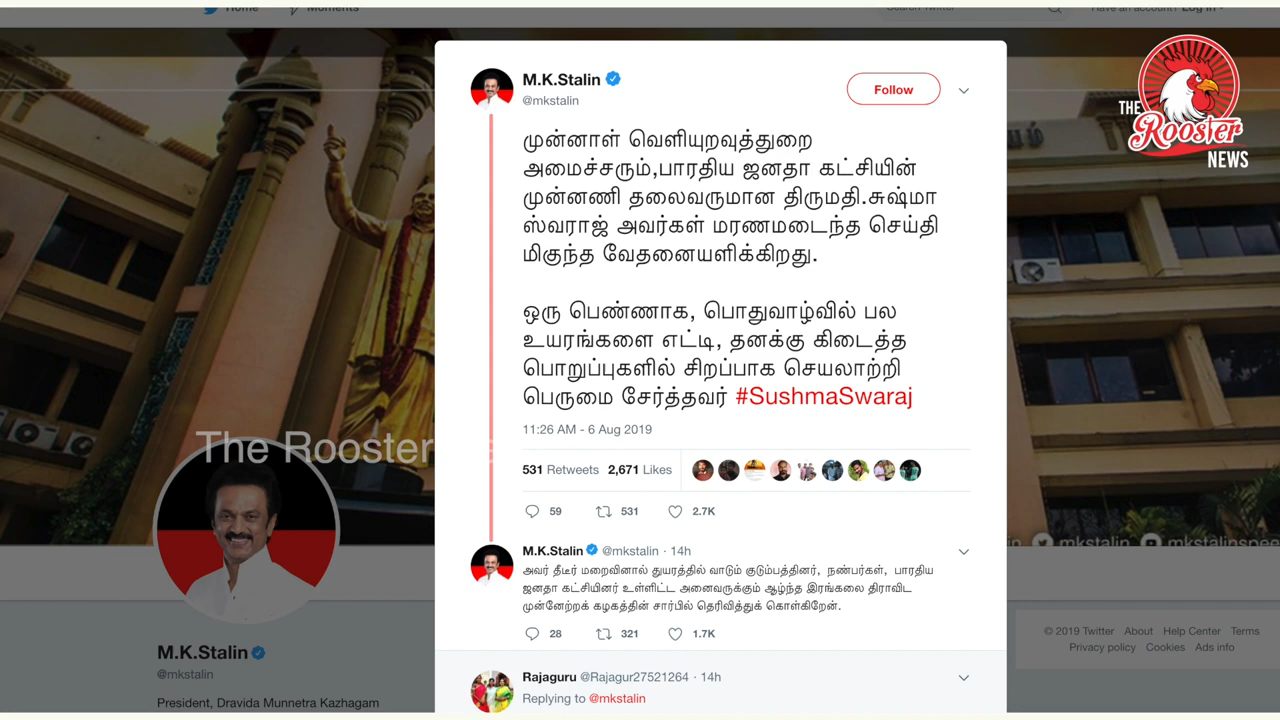 Home
Moments
Search Twitter
Have an account? Log in
THE
Rooster
NEWS
M.K.Stalin
@mkstalin
Follow
முன்னாள் வெளியுறவுத்துறை
அமைச்சரும்,பாரதிய ஜனதா கட்சியின்
முன்னணி தலைவருமான திருமதி.சுஷ்மா
ஸ்வராஜ் அவர்கள் மரணமடைந்த செய்தி
மிகுந்த வேதனையளிக்கிறது.
ஒரு பெண்ணாக, பொதுவாழ்வில் பல
உயரங்களை எட்டி, தனக்கு கிடைத்த
பொறுப்புகளில் சிறப்பாக செயலாற்றி
பெருமை சேர்த்தவர் #SushmaSwaraj
11:26 AM - 6 Aug 2019
531 Retweets 2,671 Likes
59 531 2.7K
The Rooster
M.K.Stalin @mkstalin · 14h
அவர் தீடீர் மறைவினால் துயரத்தில் வாடும் குடும்பத்தினர், நண்பர்கள், பாரதிய
ஜனதா கட்சியினர் உள்ளிட்ட அனைவருக்கும் ஆழ்ந்த இரங்கலை திராவிட
முன்னேற்றக் கழகத்தின் சார்பில் தெரிவித்துக் கொள்கிறேன்.
28 321 1.7K
Rajaguru @Rajagur27521264 · 14h
Replying to @mkstalin
M.K.Stalin
@mkstalin
President, Dravida Munnetra Kazhagam
mkstalin mkstalinspee
© 2019 Twitter About Help Center Terms
Privacy policy Cookies Ads info